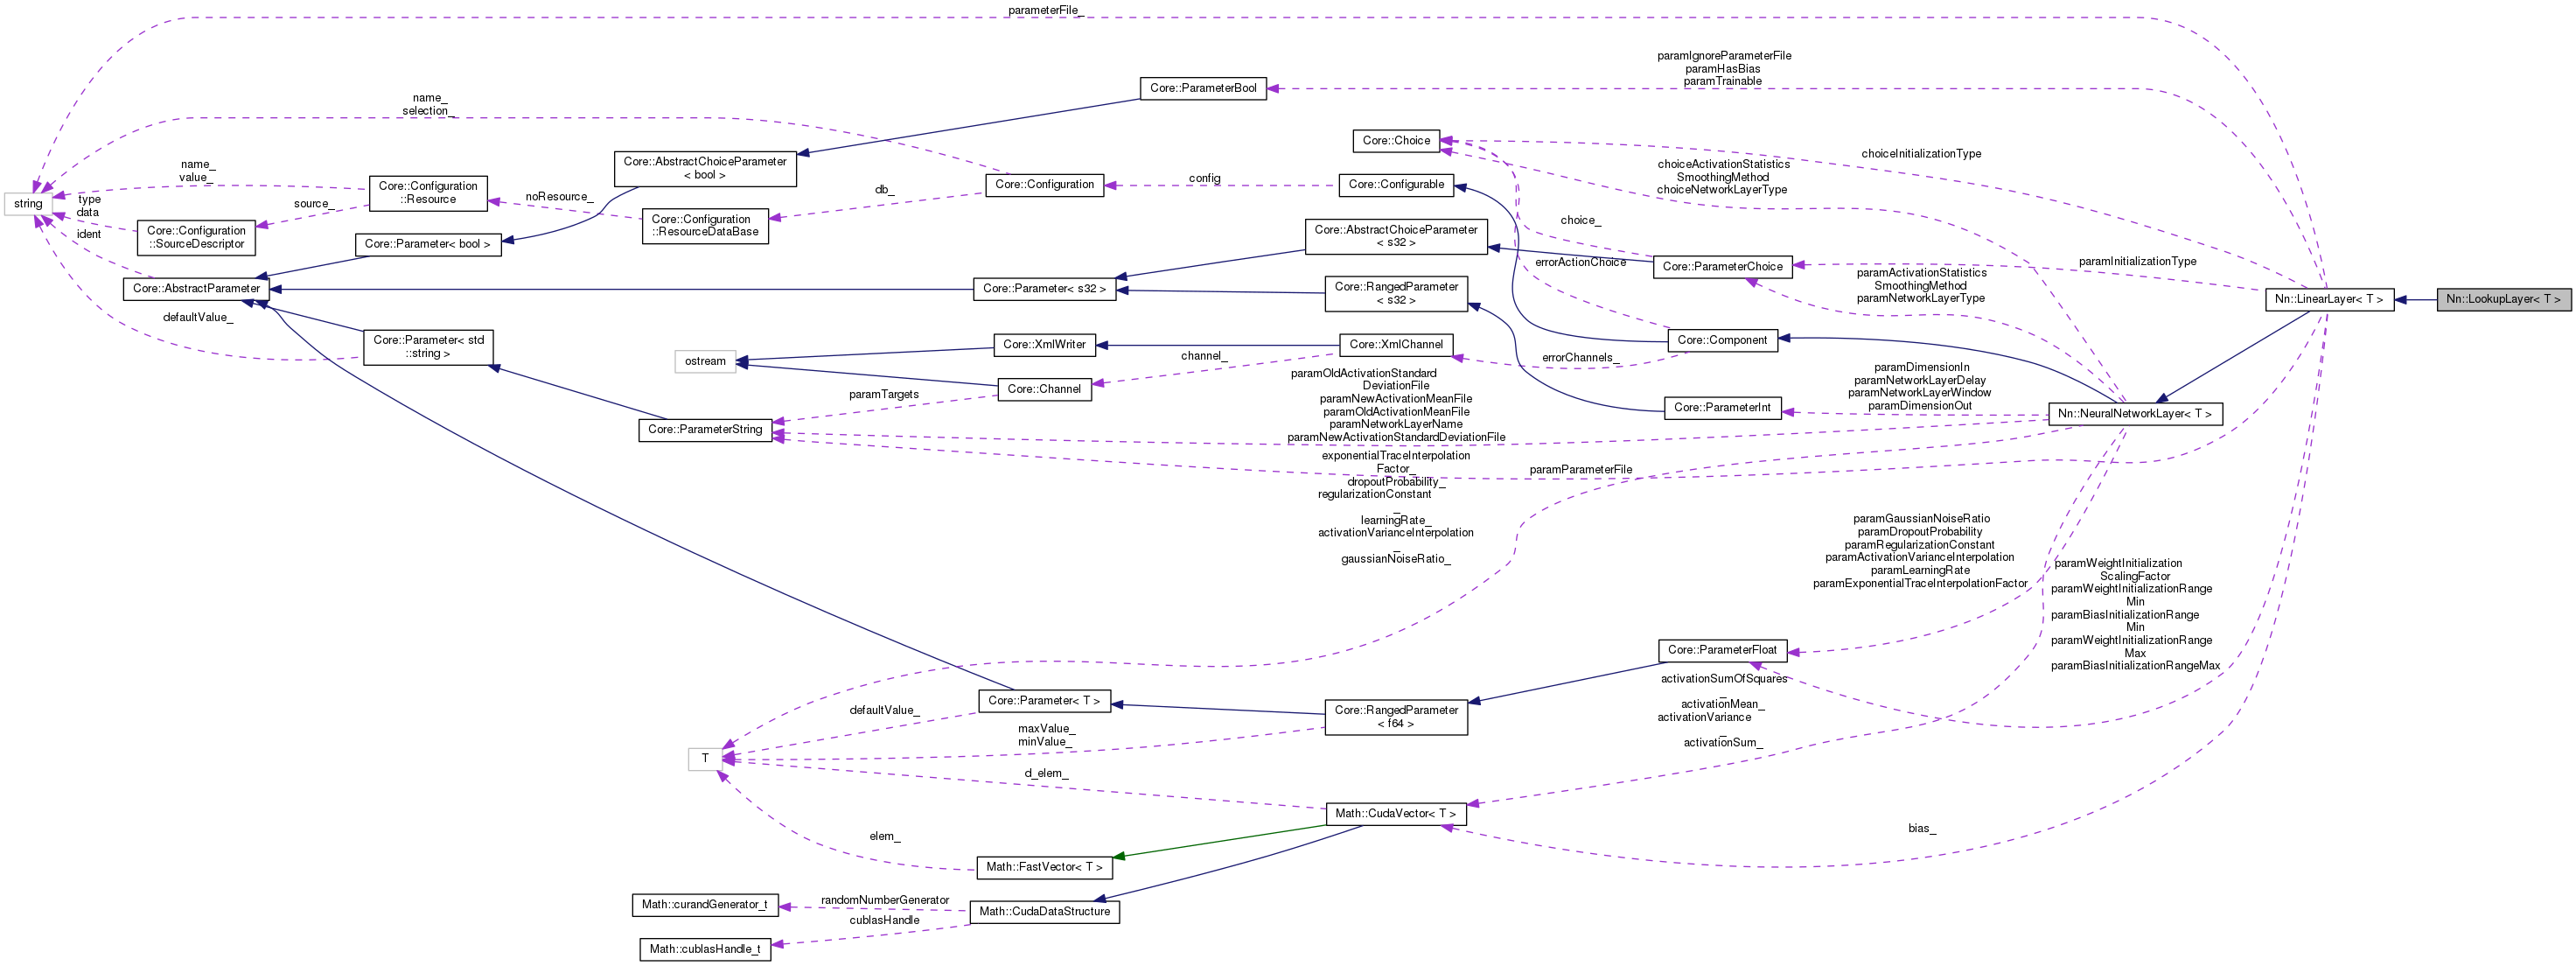 parameterFile_
paramIgnoreParameterFile
paramHasBias
paramTrainable
Core::ParameterBool
name_
selection_
Core::Choice
choiceInitializationType
Core::AbstractChoiceParameter
< bool >
name_
value_
choiceActivationStatistics
SmoothingMethod
choiceNetworkLayerType
Core::Configuration
::Resource
noResource_
db_
Core::Configuration
config
Core::Configurable
string
type
data
source_
Core::Configuration
::ResourceDataBase
choice_
Core::Configuration
::SourceDescriptor
ident
Core::Parameter< bool >
Core::AbstractChoiceParameter
< s32 >
errorActionChoice
Core::ParameterChoice
paramInitializationType
paramActivationStatistics
SmoothingMethod
paramNetworkLayerType
Core::AbstractParameter
Core::Parameter< s32 >
Core::RangedParameter
< s32 >
Nn::LinearLayer< T >
Nn::LookupLayer< T >
defaultValue_
Core::Parameter< std
::string >
ostream
Core::XmlWriter
Core::XmlChannel
Core::Component
channel_
errorChannels_
Core::Channel
paramTargets
paramOldActivationStandard
DeviationFile
paramNewActivationMeanFile
paramOldActivationMeanFile
paramNetworkLayerName
paramNewActivationStandardDeviationFile
paramDimensionIn
paramNetworkLayerDelay
paramNetworkLayerWindow
paramDimensionOut
Core::ParameterInt
Nn::NeuralNetworkLayer< T >
Core::ParameterString
exponentialTraceInterpolation
Factor_
dropoutProbability_
regularizationConstant
_
learningRate_
activationVarianceInterpolation
_
gaussianNoiseRatio_
paramParameterFile
paramGaussianNoiseRatio
paramDropoutProbability
paramRegularizationConstant
paramActivationVarianceInterpolation
paramLearningRate
paramExponentialTraceInterpolationFactor
paramWeightInitialization
ScalingFactor
paramWeightInitializationRange
Min
paramBiasInitializationRange
Min
paramWeightInitializationRange
Max
paramBiasInitializationRangeMax
Core::ParameterFloat
activationSumOfSquares
_
activationMean_
activationVariance
_
activationSum_
Core::Parameter< T >
defaultValue_
Core::RangedParameter
< f64 >
maxValue_
minValue_
T
d_elem_
Math::CudaVector< T >
bias_
elem_
Math::FastVector< T >
Math::curandGenerator_t
randomNumberGenerator
Math::CudaDataStructure
cublasHandle
Math::cublasHandle_t